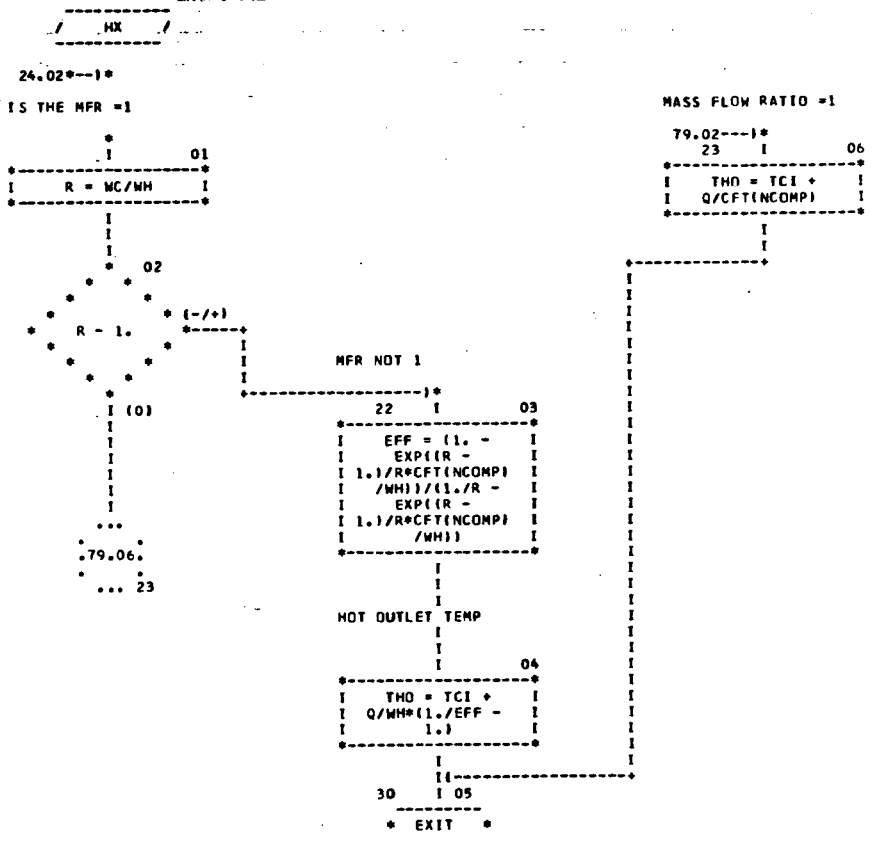 HX
24.02*--)*
IS THE MFR =1
01
R = WC/WH
02
R - 1.
(-/+)
(0)
.79.06.
... 23
MFR NOT 1
22 03
EFF = (1. -
EXP((R -
1.)/R*CFT(NCOMP)
/WH))/(1./R -
EXP((R -
1.)/R*CFT(NCOMP)
/WH))
HOT OUTLET TEMP
04
THO = TCI +
Q/WH*(1./EFF -
1.)
30 05
* EXIT *
MASS FLOW RATIO =1
79.02---)*
23 06
THO = TCI +
Q/CFT(NCOMP)